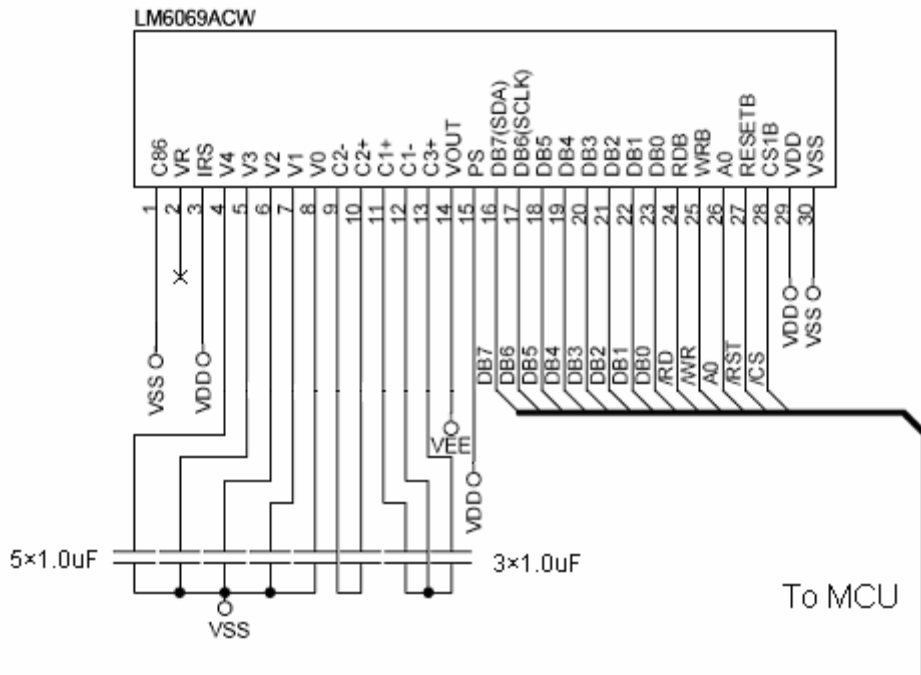 LM6069ACW
C86
VR
IRS
V4
V3
V2
V1
V0
C2-
C2+
C1+
C1-
C3+
VOUT
PS
DB7(SDA)
DB6(SCLK)
DB5
DB4
DB3
DB2
DB1
DB0
RDB
WRB
A0
RESETB
CS1B
VDD
VSS
1
2
3
4
5
6
7
8
9
10
11
12
13
14
15
16
17
18
19
20
21
22
23
24
25
26
27
28
29
30
VSS
VDD
VEE
VDD
DB7
DB6
DB5
DB4
DB3
DB2
DB1
DB0
/RD
/WR
A0
/RST
/CS
VDD
VSS
5×1.0uF
3×1.0uF
VSS
To MCU